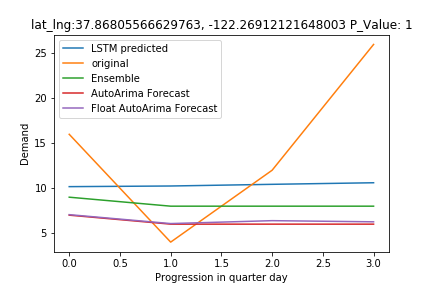 lat_lng:37.86805566629763, -122.26912121648003 P_Value: 1
LSTM predicted
original
Ensemble
AutoArima Forecast
Float AutoArima Forecast
Demand
25
20
15
10
5
0.0 0.5 1.0 1.5 2.0 2.5 3.0
Progression in quarter day